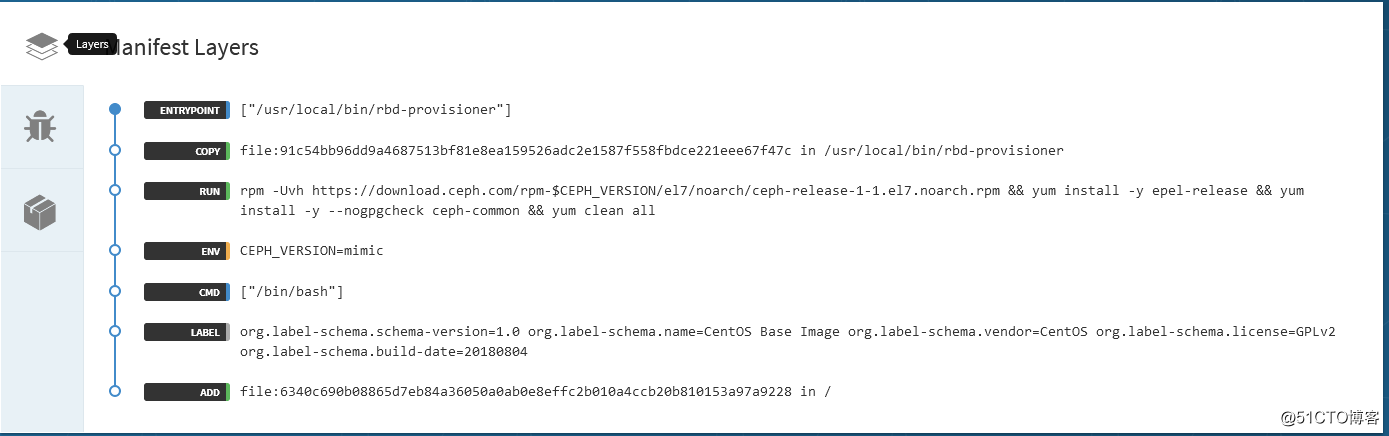 Layers
Manifest Layers
ENTRYPOINT ["/usr/local/bin/rbd-provisioner"]
COPY file:91c54bb96dd9a4687513bf81e8ea159526adc2e1587f558fbdce221eee67f47c in /usr/local/bin/rbd-provisioner
RUN rpm -Uvh https://download.ceph.com/rpm-$CEPH_VERSION/el7/noarch/ceph-release-1-1.el7.noarch.rpm && yum install -y epel-release && yum
install -y --nogpgcheck ceph-common && yum clean all
ENV CEPH_VERSION=mimic
CMD ["/bin/bash"]
LABEL org.label-schema.schema-version=1.0 org.label-schema.name=CentOS Base Image org.label-schema.vendor=CentOS org.label-schema.license=GPLv2
org.label-schema.build-date=20180804
ADD file:6340c690b08865d7eb84a36050a0ab0e8effc2b010a4ccb20b810153a97a9228 in /
@51CTO博客